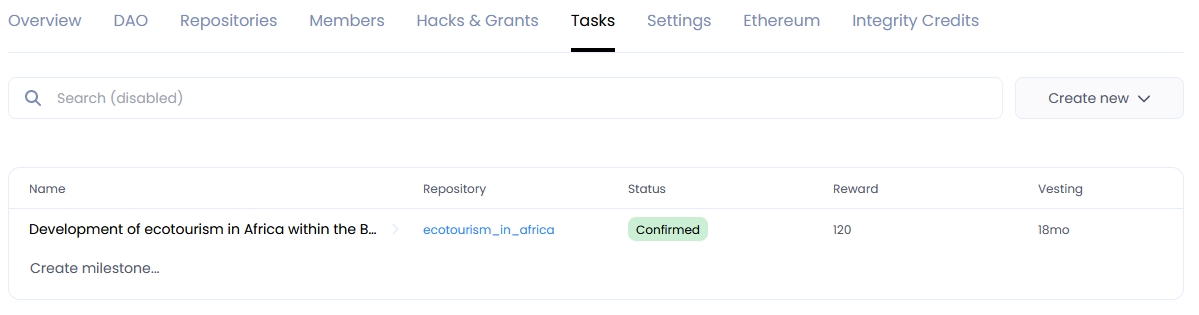 Overview DAO Repositories Members Hacks & Grants Tasks Settings Ethereum Integrity Credits
Search (disabled) Create new
Name Repository Status Reward Vesting
Development of ecotourism in Africa within the B... ecotourism_in_africa Confirmed 120 18mo
Create milestone...